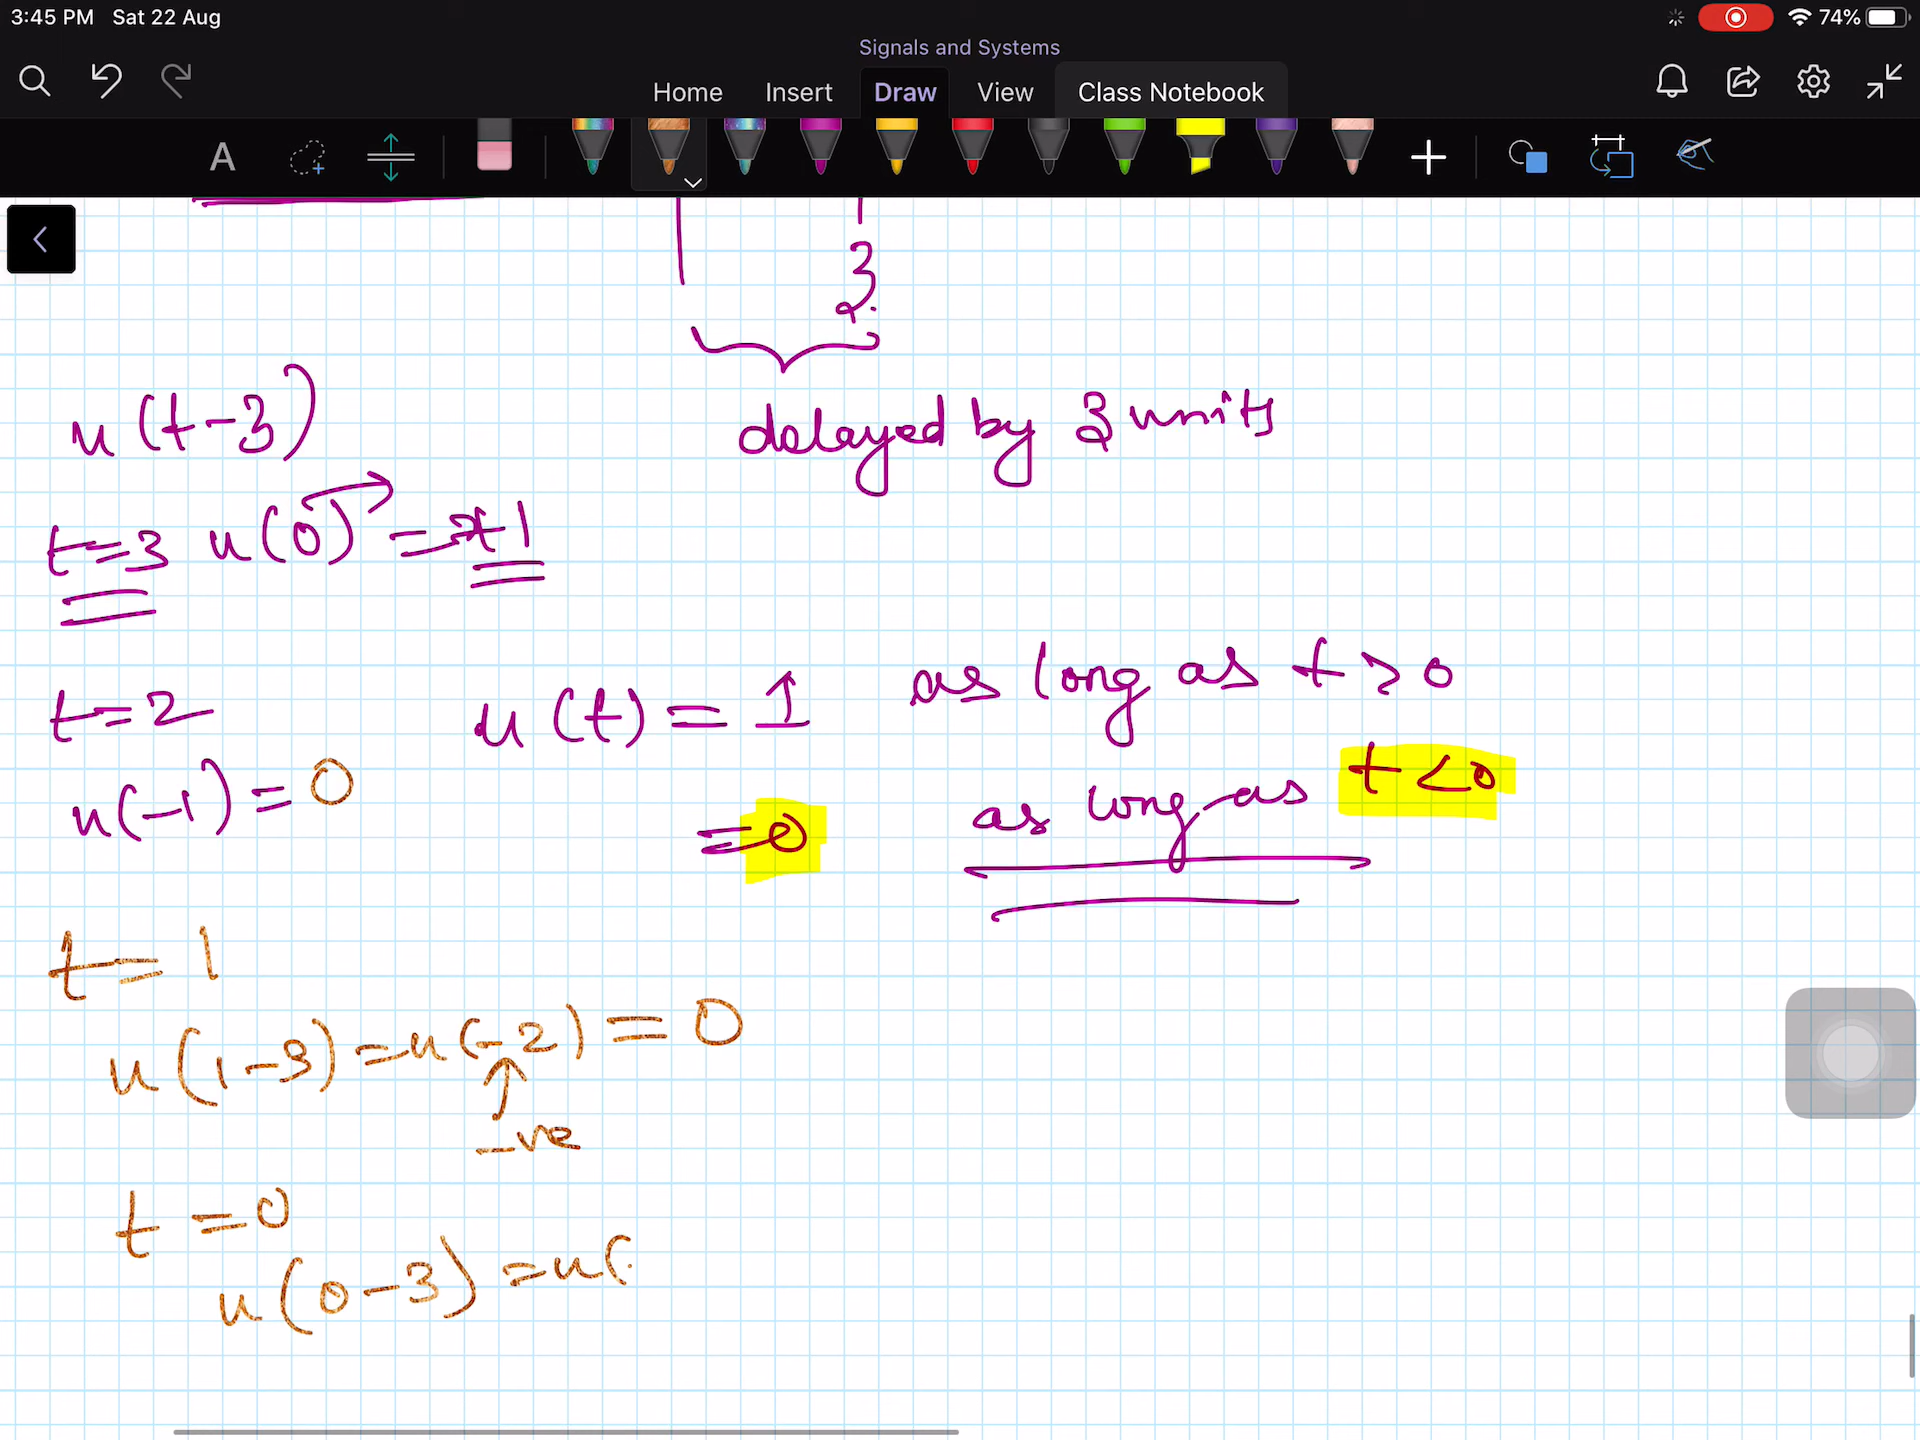 3:45 PM Sat 22 Aug
74%
Signals and Systems
Home Insert Draw View Class Notebook
A
3
u(t-3)
delayed by 3 units
t=3 u(0) = +1
t=2
u(t) = 1 as long as t>0
u(-1) = 0
=0 as long as t<0
t=1
u(1-3)=u(-2)=0
-ve
t=0
u(0-3)=u(